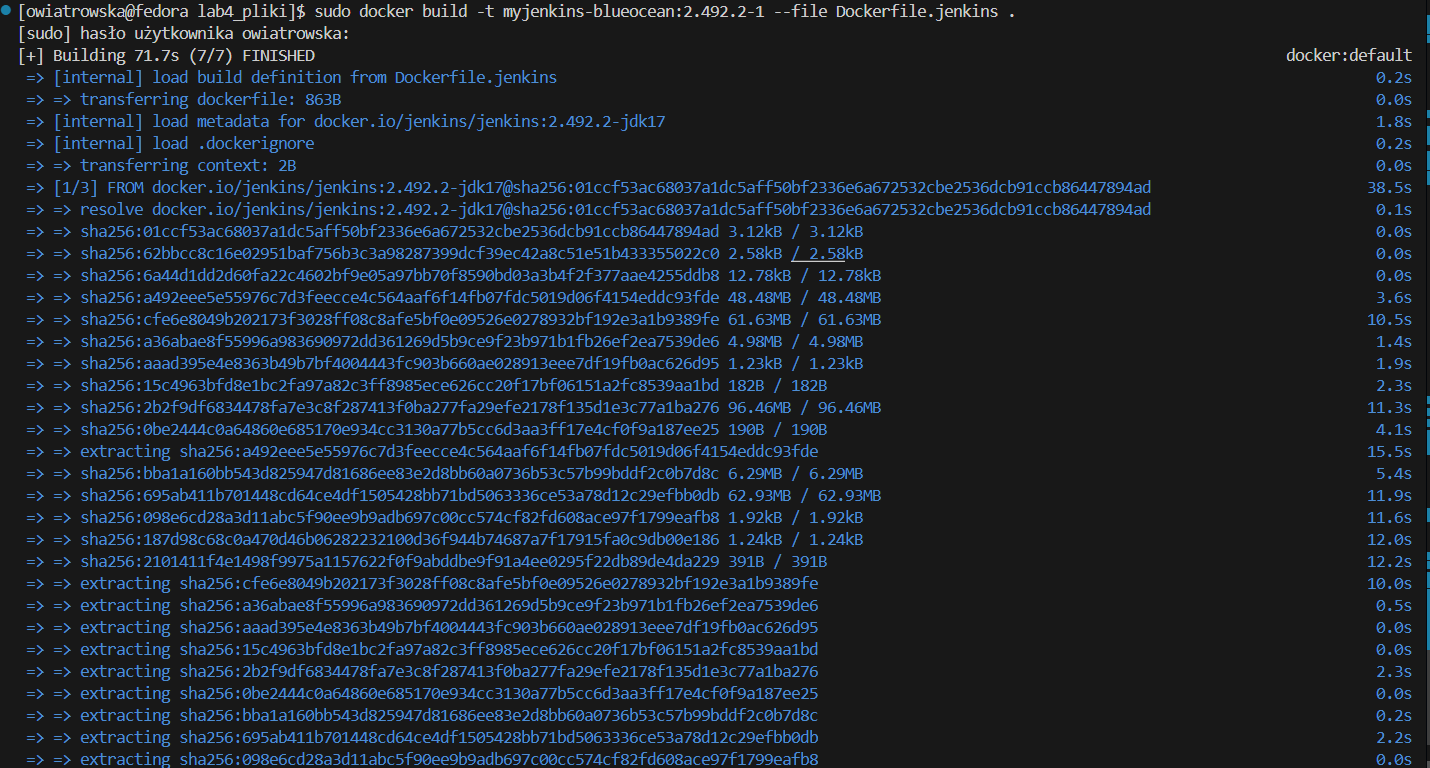 [owiatrowska@fedora lab4_pliki]$ sudo docker build -t myjenkins-blueocean:2.492.2-1 --file Dockerfile.jenkins .
[sudo] hasło użytkownika owiatrowska:
[+] Building 71.7s (7/7) FINISHED docker:default
=> [internal] load build definition from Dockerfile.jenkins 0.2s
=> => transferring dockerfile: 863B 0.0s
=> [internal] load metadata for docker.io/jenkins/jenkins:2.492.2-jdk17 1.8s
=> [internal] load .dockerignore 0.2s
=> => transferring context: 2B 0.0s
=> [1/3] FROM docker.io/jenkins/jenkins:2.492.2-jdk17@sha256:01ccf53ac68037a1dc5aff50bf2336e6a672532cbe2536dcb91ccb86447894ad 38.5s
=> => resolve docker.io/jenkins/jenkins:2.492.2-jdk17@sha256:01ccf53ac68037a1dc5aff50bf2336e6a672532cbe2536dcb91ccb86447894ad 0.1s
=> => sha256:01ccf53ac68037a1dc5aff50bf2336e6a672532cbe2536dcb91ccb86447894ad 3.12kB / 3.12kB 0.0s
=> => sha256:62bbcc8c16e02951baf756b3c3a98287399dcf39ec42a8c51e51b433355022c0 2.58kB / 2.58kB 0.0s
=> => sha256:6a44d1dd2d60fa22c4602bf9e05a97bb70f8590bd03a3b4f2f377aae4255ddb8 12.78kB / 12.78kB 0.0s
=> => sha256:a492eee5e55976c7d3feecce4c564aaf6f14fb07fdc5019d06f4154eddc93fde 48.48MB / 48.48MB 3.6s
=> => sha256:cfe6e8049b202173f3028ff08c8afe5bf0e09526e0278932bf192e3a1b9389fe 61.63MB / 61.63MB 10.5s
=> => sha256:a36abae8f55996a983690972dd361269d5b9ce9f23b971b1fb26ef2ea7539de6 4.98MB / 4.98MB 1.4s
=> => sha256:aaad395e4e8363b49b7bf4004443fc903b660ae028913eee7df19fb0ac626d95 1.23kB / 1.23kB 1.9s
=> => sha256:15c4963bfd8e1bc2fa97a82c3ff8985ece626cc20f17bf06151a2fc8539aa1bd 182B / 182B 2.3s
=> => sha256:2b2f9df6834478fa7e3c8f287413f0ba277fa29efe2178f135d1e3c77a1ba276 96.46MB / 96.46MB 11.3s
=> => sha256:0be2444c0a64860e685170e934cc3130a77b5cc6d3aa3ff17e4cf0f9a187ee25 190B / 190B 4.1s
=> => extracting sha256:a492eee5e55976c7d3feecce4c564aaf6f14fb07fdc5019d06f4154eddc93fde 15.5s
=> => sha256:bba1a160bb543d825947d81686ee83e2d8bb60a0736b53c57b99bddf2c0b7d8c 6.29MB / 6.29MB 5.4s
=> => sha256:695ab411b701448cd64ce4df1505428bb71bd5063336ce53a78d12c29efbb0db 62.93MB / 62.93MB 11.9s
=> => sha256:098e6cd28a3d11abc5f90ee9b9adb697c00cc574cf82fd608ace97f1799eafb8 1.92kB / 1.92kB 11.6s
=> => sha256:187d98c68c0a470d46b06282232100d36f944b74687a7f17915fa0c9db00e186 1.24kB / 1.24kB 12.0s
=> => sha256:2101411f4e1498f9975a1157622f0f9abddbe9f91a4ee0295f22db89de4da229 391B / 391B 12.2s
=> => extracting sha256:cfe6e8049b202173f3028ff08c8afe5bf0e09526e0278932bf192e3a1b9389fe 10.0s
=> => extracting sha256:a36abae8f55996a983690972dd361269d5b9ce9f23b971b1fb26ef2ea7539de6 0.5s
=> => extracting sha256:aaad395e4e8363b49b7bf4004443fc903b660ae028913eee7df19fb0ac626d95 0.0s
=> => extracting sha256:15c4963bfd8e1bc2fa97a82c3ff8985ece626cc20f17bf06151a2fc8539aa1bd 0.0s
=> => extracting sha256:2b2f9df6834478fa7e3c8f287413f0ba277fa29efe2178f135d1e3c77a1ba276 2.3s
=> => extracting sha256:0be2444c0a64860e685170e934cc3130a77b5cc6d3aa3ff17e4cf0f9a187ee25 0.0s
=> => extracting sha256:bba1a160bb543d825947d81686ee83e2d8bb60a0736b53c57b99bddf2c0b7d8c 0.2s
=> => extracting sha256:695ab411b701448cd64ce4df1505428bb71bd5063336ce53a78d12c29efbb0db 2.2s
=> => extracting sha256:098e6cd28a3d11abc5f90ee9b9adb697c00cc574cf82fd608ace97f1799eafb8 0.0s